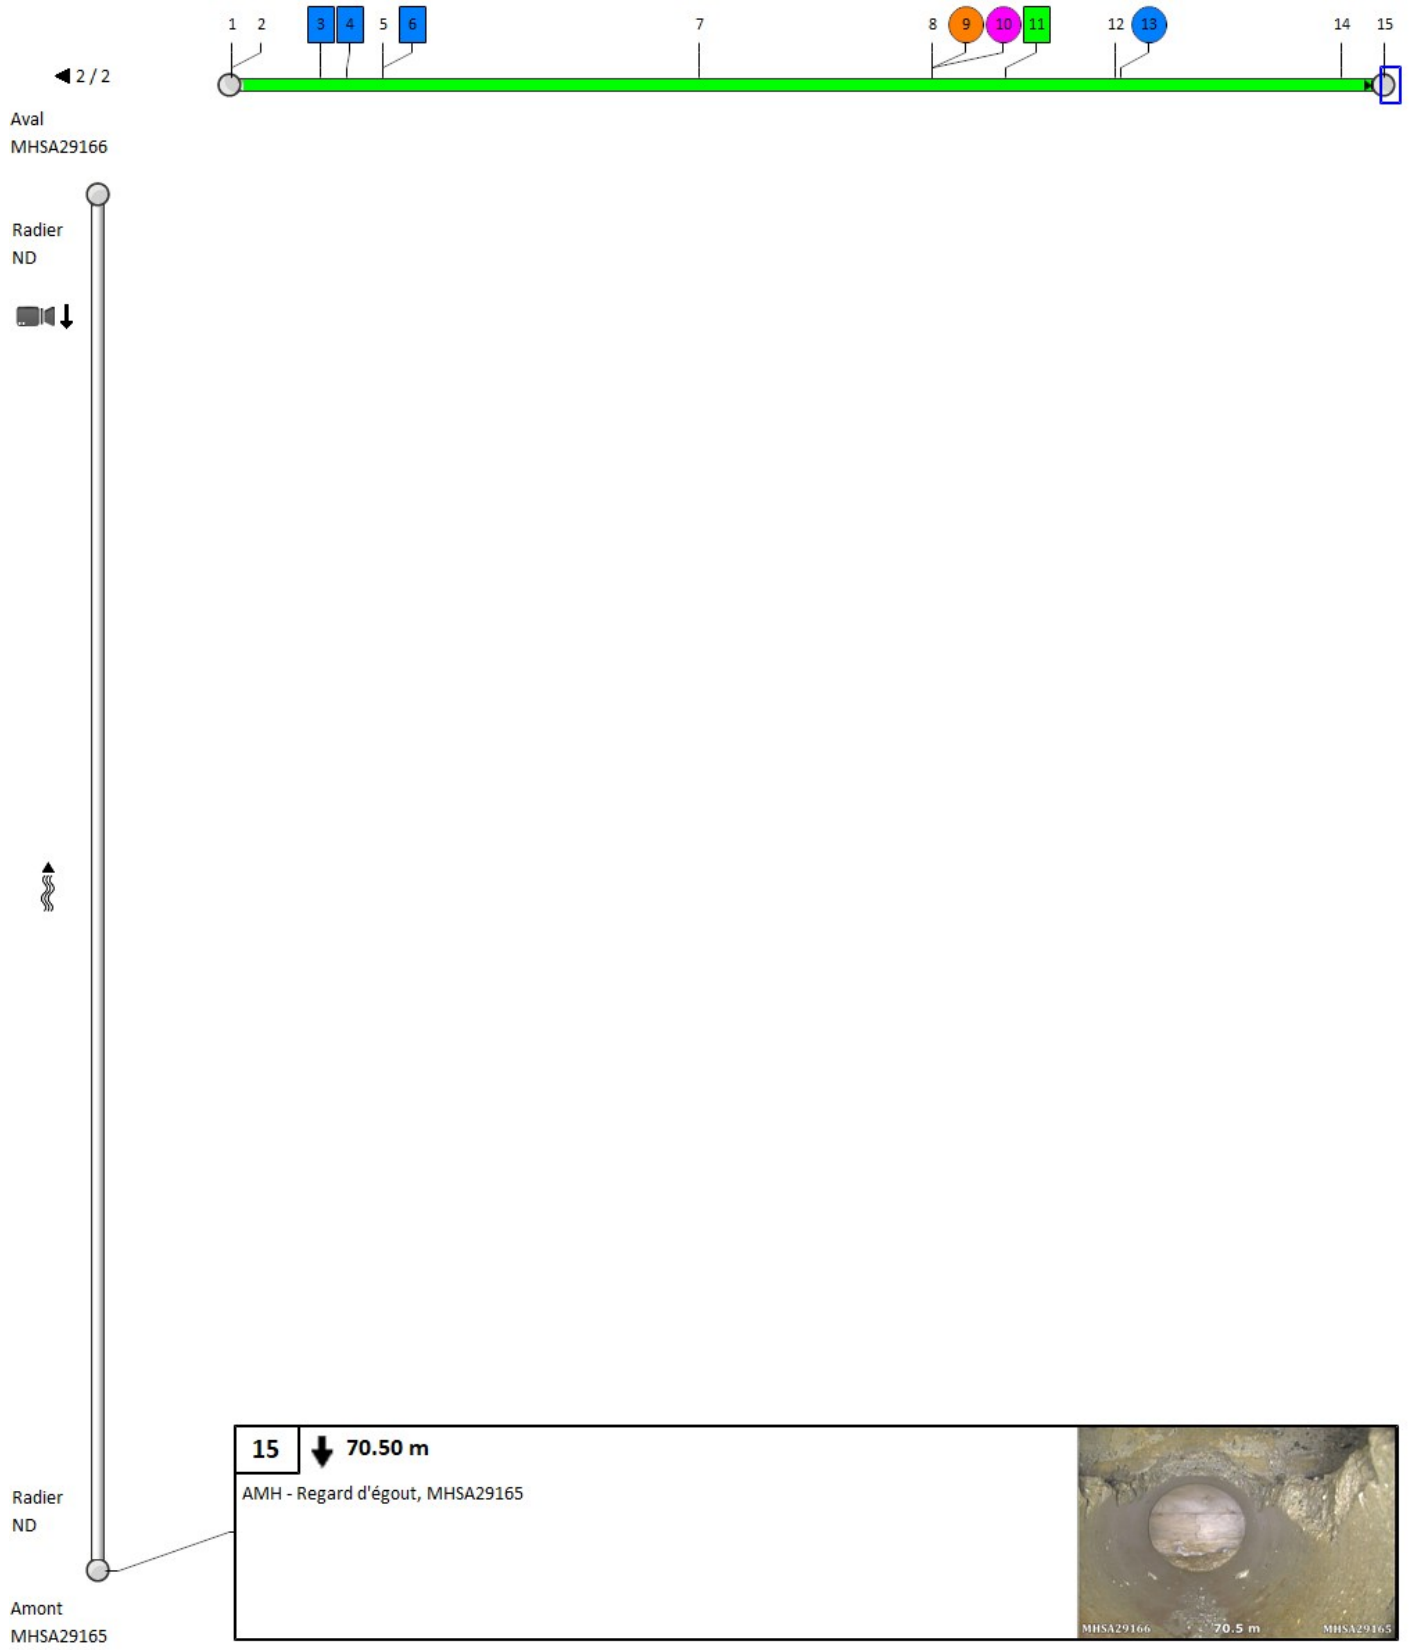 1 2 3 4 5 6 7 8 9 10 11 12 13 14 15
2 / 2
Aval
MHSA29166
Radier
ND
15 70.50 m
AMH - Regard d'égout, MHSA29165
Radier
ND
Amont
MHSA29165
MHSA29166 70.5 m MHSA29165